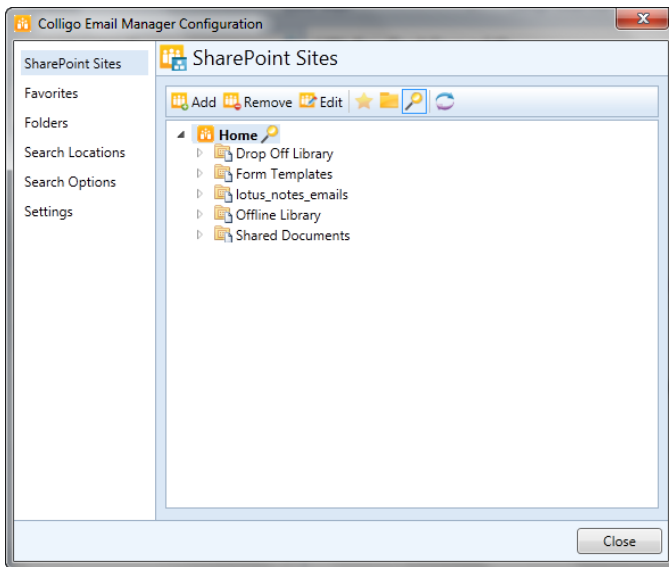 Colligo Email Manager Configuration
SharePoint Sites
Favorites
Folders
Search Locations
Search Options
Settings
SharePoint Sites
Add Remove Edit
Home
Drop Off Library
Form Templates
lotus_notes_emails
Offline Library
Shared Documents
Close